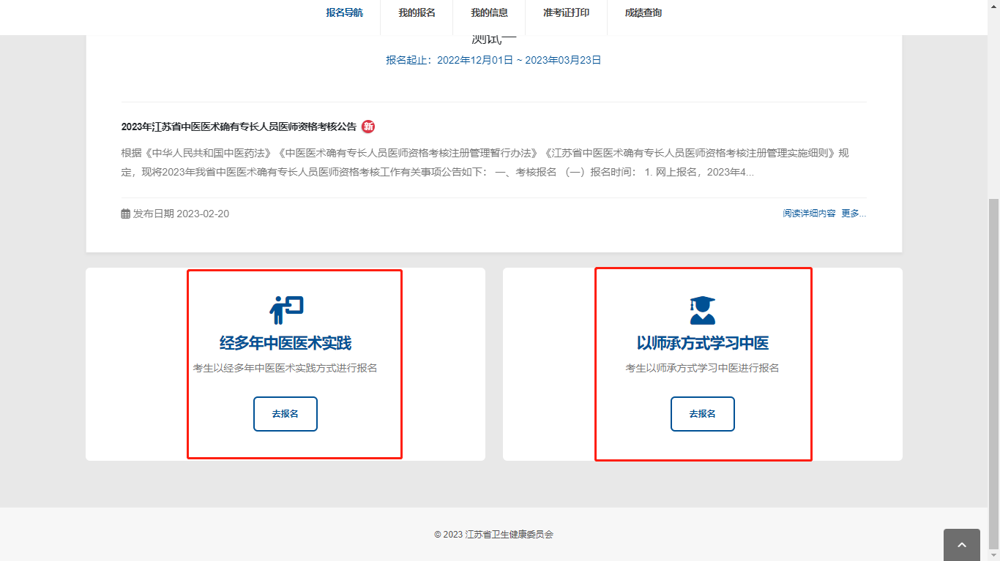 报名导航 我的报名 我的信息 准考证打印 成绩查询
测试一
报名起止：2022年12月01日 ~ 2023年03月23日
2023年江苏省中医医术确有专长人员医师资格考核公告 新
根据《中华人民共和国中医药法》《中医医术确有专长人员医师资格考核注册管理暂行办法》《江苏省中医医术确有专长人员医师资格考核注册管理实施细则》规
定，现将2023年我省中医医术确有专长人员医师资格考核工作有关事项公告如下： 一、考核报名 （一）报名时间： 1. 网上报名，2023年4...
发布日期 2023-02-20 阅读详细内容 更多...
经多年中医医术实践
考生以经多年中医医术实践方式进行报名
去报名
以师承方式学习中医
考生以师承方式学习中医进行报名
去报名
© 2023 江苏省卫生健康委员会